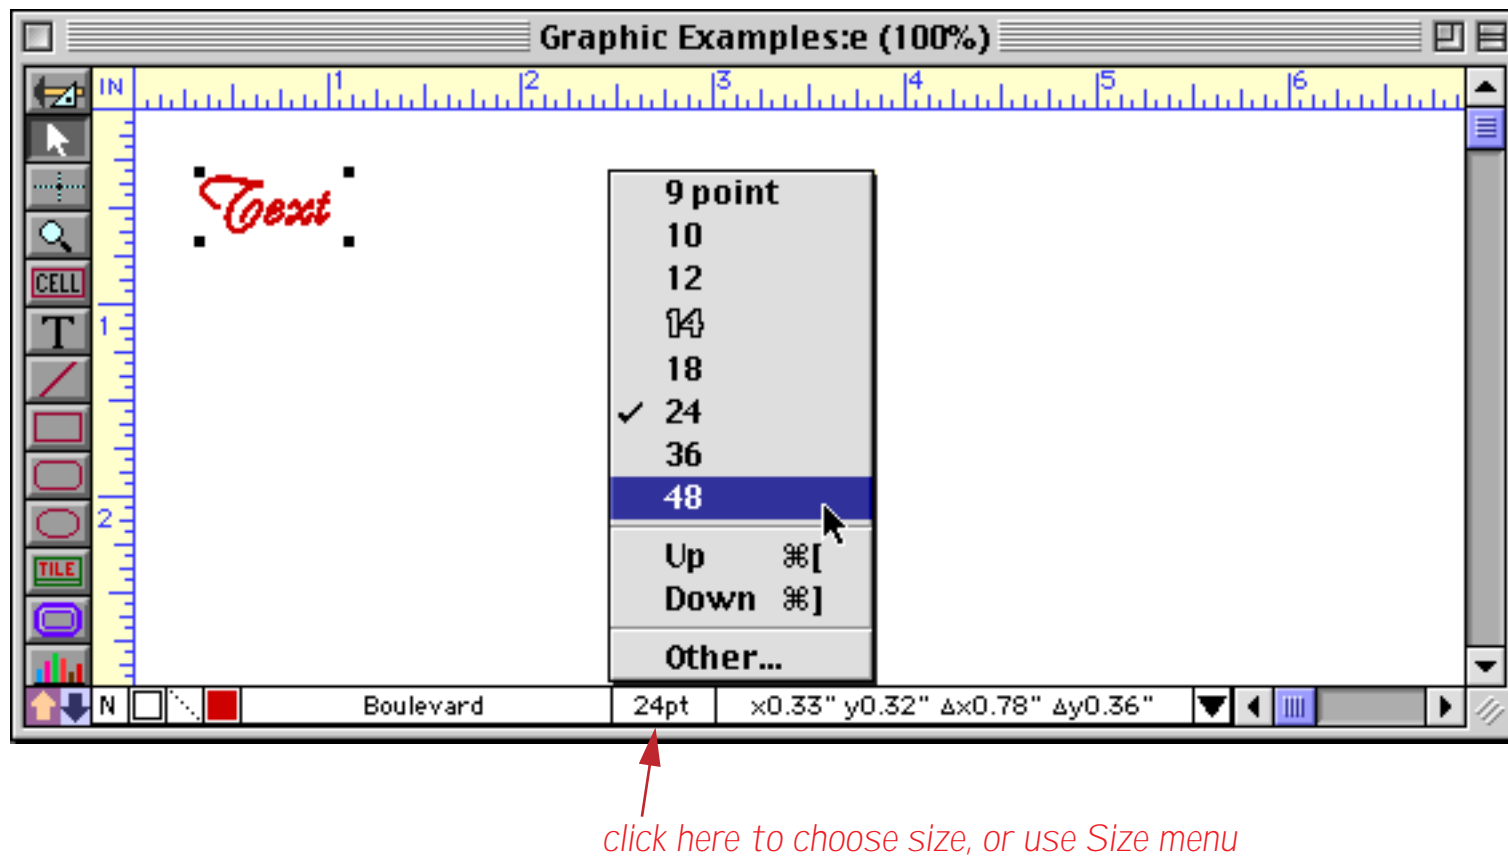 Graphic Examples:e (100%)
IN 1 2 3 4 5 6
Text
CELL
T
1
2
TILE
9 point
10
12
14
18
✓ 24
36
48
Up ⌘[
Down ⌘]
Other...
N Boulevard 24pt x0.33" y0.32" Δx0.78" Δy0.36"
click here to choose size, or use Size menu